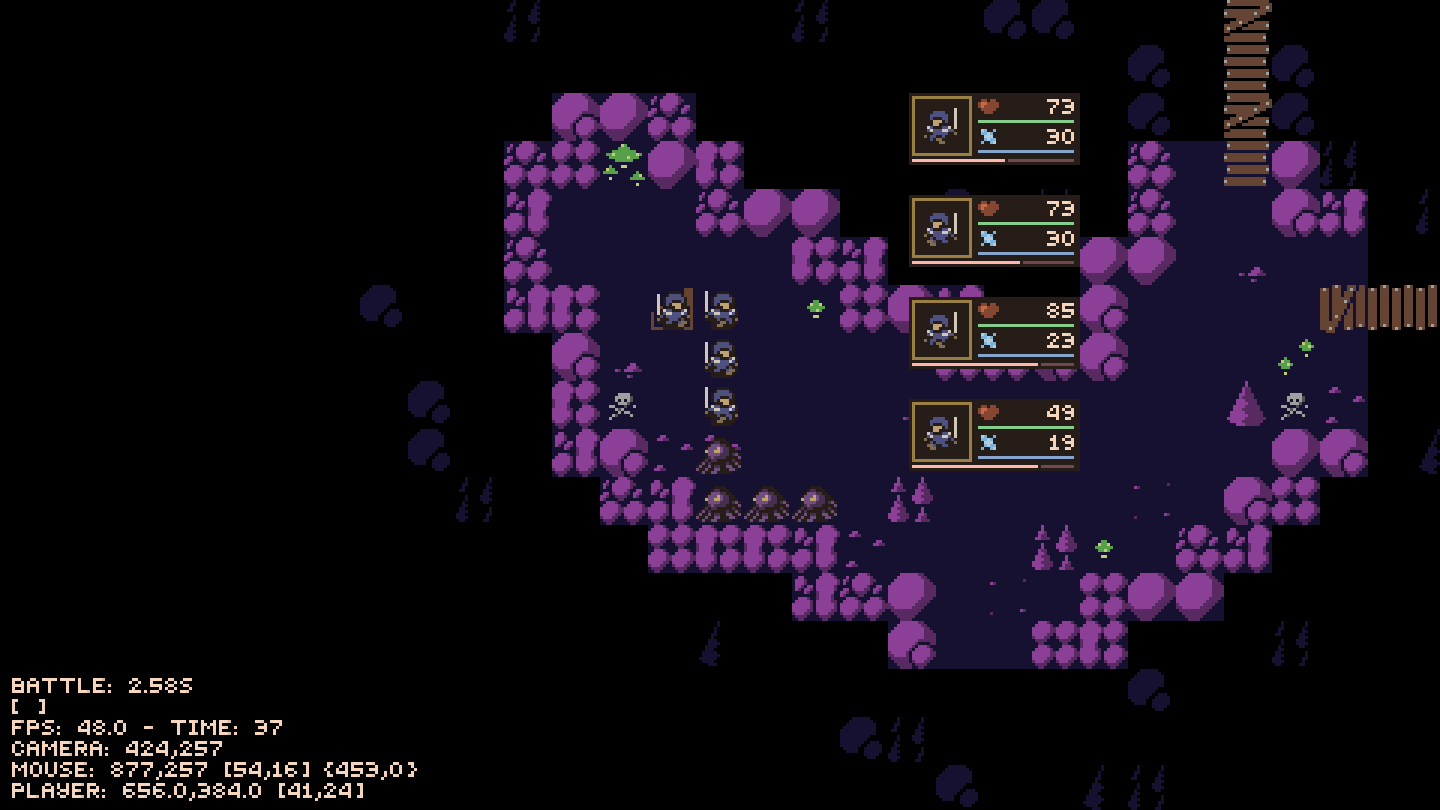 73
30
73
30
85
23
49
19
BATTLE: 2.58S
[ ]
FPS: 48.0 - TIME: 37
CAMERA: 424,257
MOUSE: 877,257 [54,16] {453,0}
PLAYER: 656.0,384.0 [41,24]